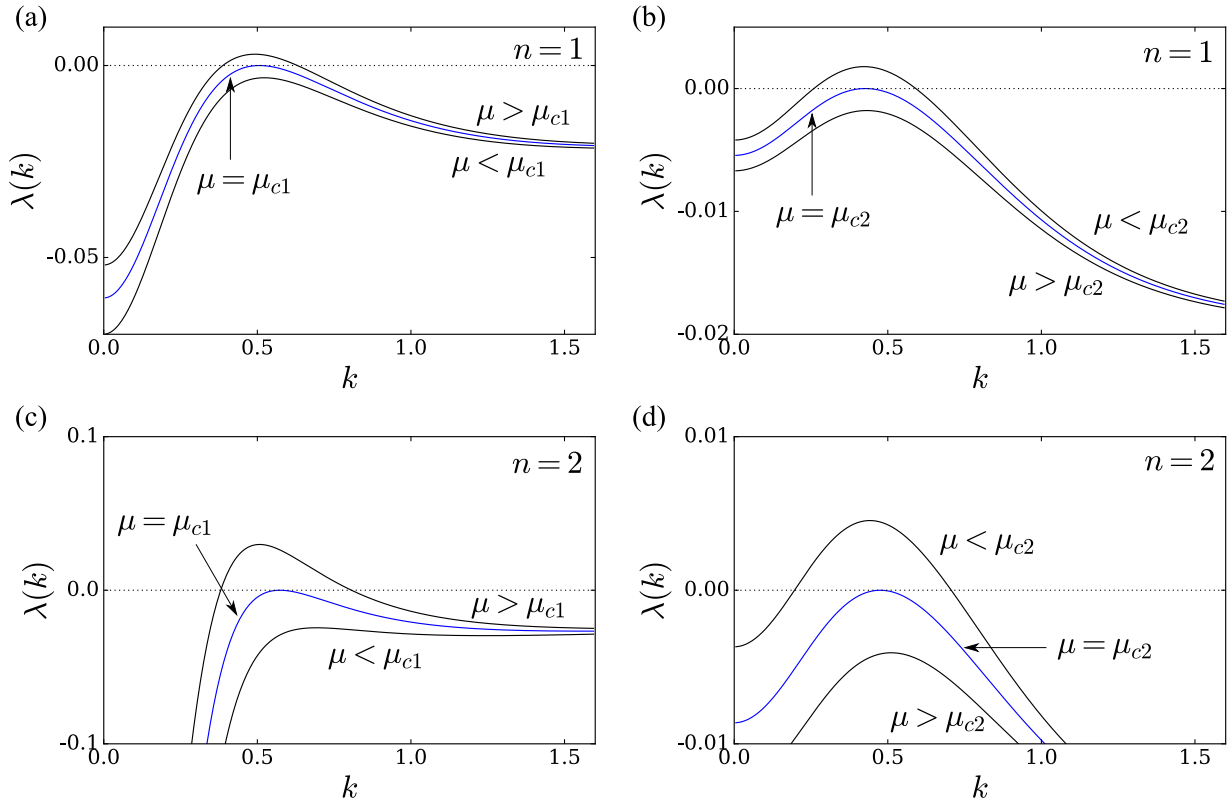 (a)
n = 1
0.00
-0.05
λ(k)
μ > μc1
μ < μc1
μ = μc1
0.0 0.5 1.0 1.5
k
(b)
n = 1
0.00
-0.01
-0.02
λ(k)
μ < μc2
μ = μc2
μ > μc2
0.0 0.5 1.0 1.5
k
(c)
n = 2
0.1
0.0
-0.1
λ(k)
μ = μc1
μ > μc1
μ < μc1
0.0 0.5 1.0 1.5
k
(d)
n = 2
0.01
0.00
-0.01
λ(k)
μ < μc2
μ = μc2
μ > μc2
0.0 0.5 1.0 1.5
k